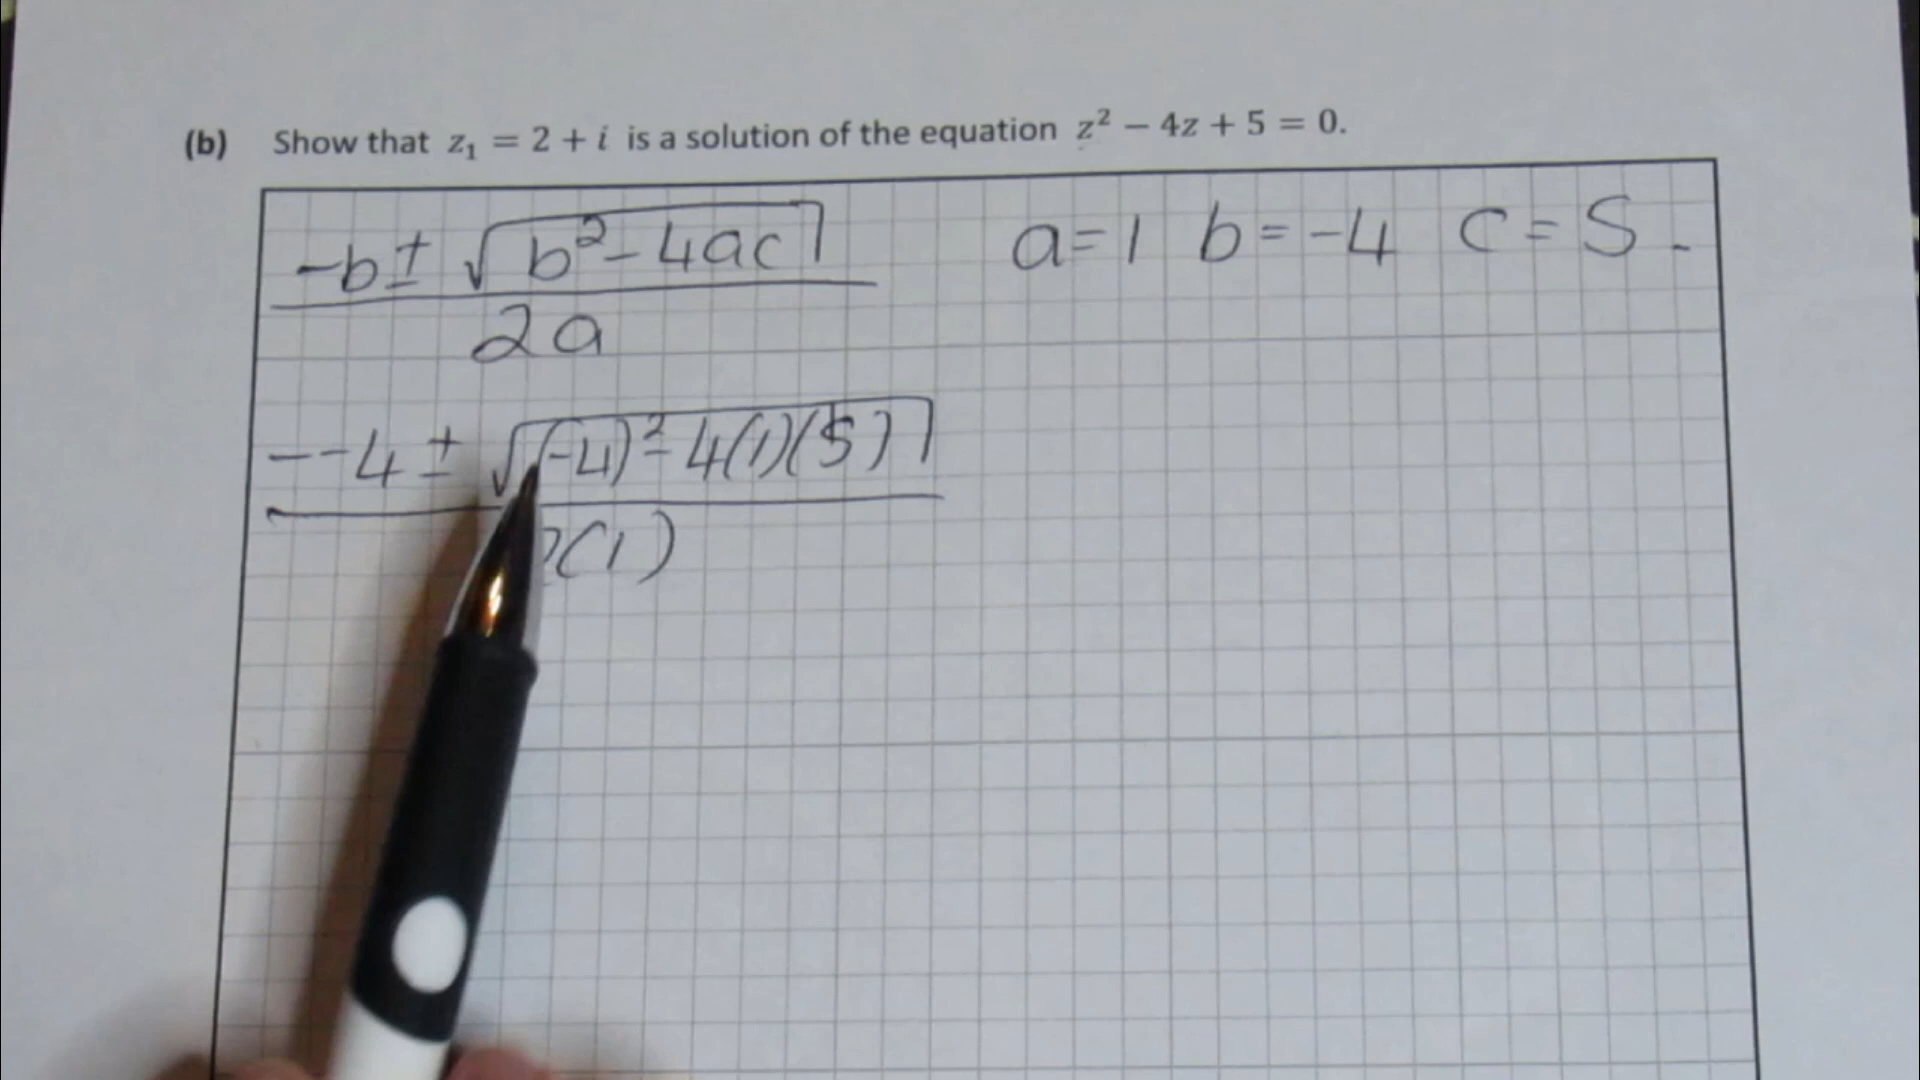 (b) Show that z₁ = 2 + i is a solution of the equation z² − 4z + 5 = 0.
-b ± √b² - 4ac
a = 1 b = -4 c = 5.
2a
--4 ± √(-4)² - 4(1)(5)
2(1)